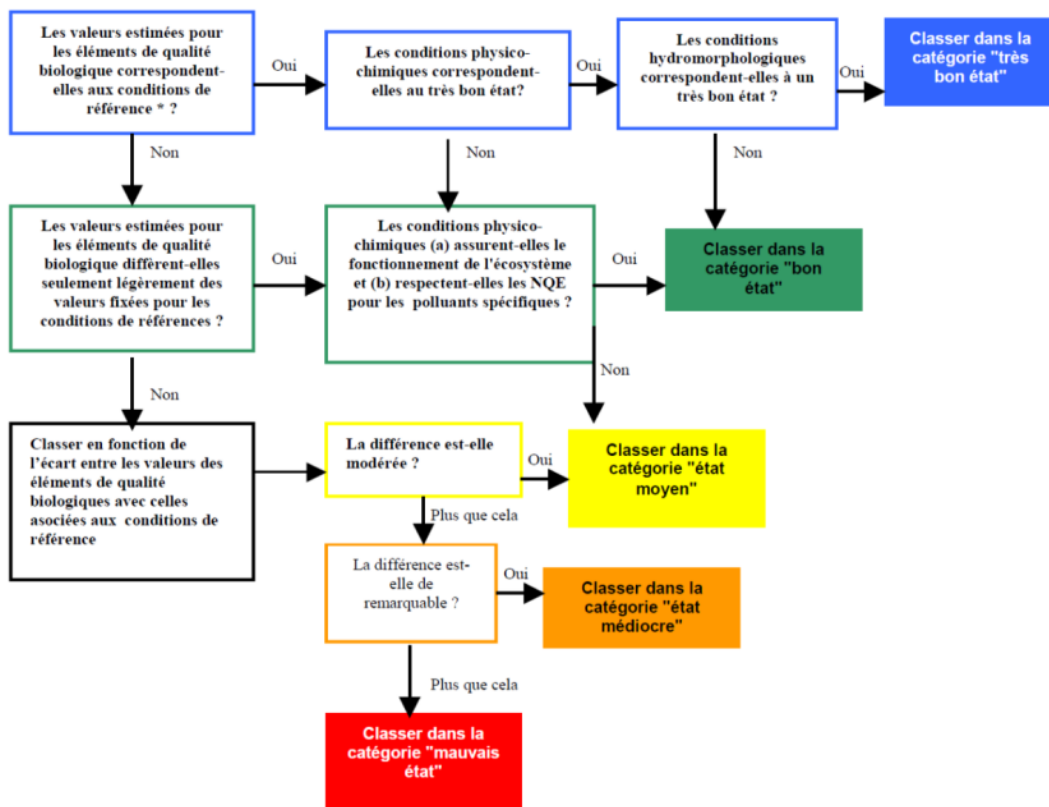 Les valeurs estimées pour
les éléments de qualité
biologique correspondent-
elles aux conditions de
référence * ?
Oui
Les conditions physico-
chimiques correspondent-
elles au très bon état?
Oui
Les conditions
hydromorphologiques
correspondent-elles à un
très bon état ?
Oui
Classer dans la
catégorie "très
bon état"
Non
Non
Non
Les valeurs estimées pour
les éléments de qualité
biologique diffèrent-elles
seulement légèrement des
valeurs fixées pour les
conditions de références ?
Oui
Les conditions physico-
chimiques (a) assurent-elles le
fonctionnement de l'écosystème
et (b) respectent-elles les NQE
pour les polluants spécifiques ?
Oui
Classer dans la
catégorie "bon
état"
Non
Non
Classer en fonction de
l'écart entre les valeurs des
éléments de qualité
biologiques avec celles
asociées aux conditions de
référence
La différence est-elle
modérée ?
Oui
Classer dans la
catégorie "état
moyen"
Plus que cela
La différence est-
elle de
remarquable ?
Oui
Classer dans la
catégorie "état
médiocre"
Plus que cela
Classer dans la
catégorie "mauvais
état"